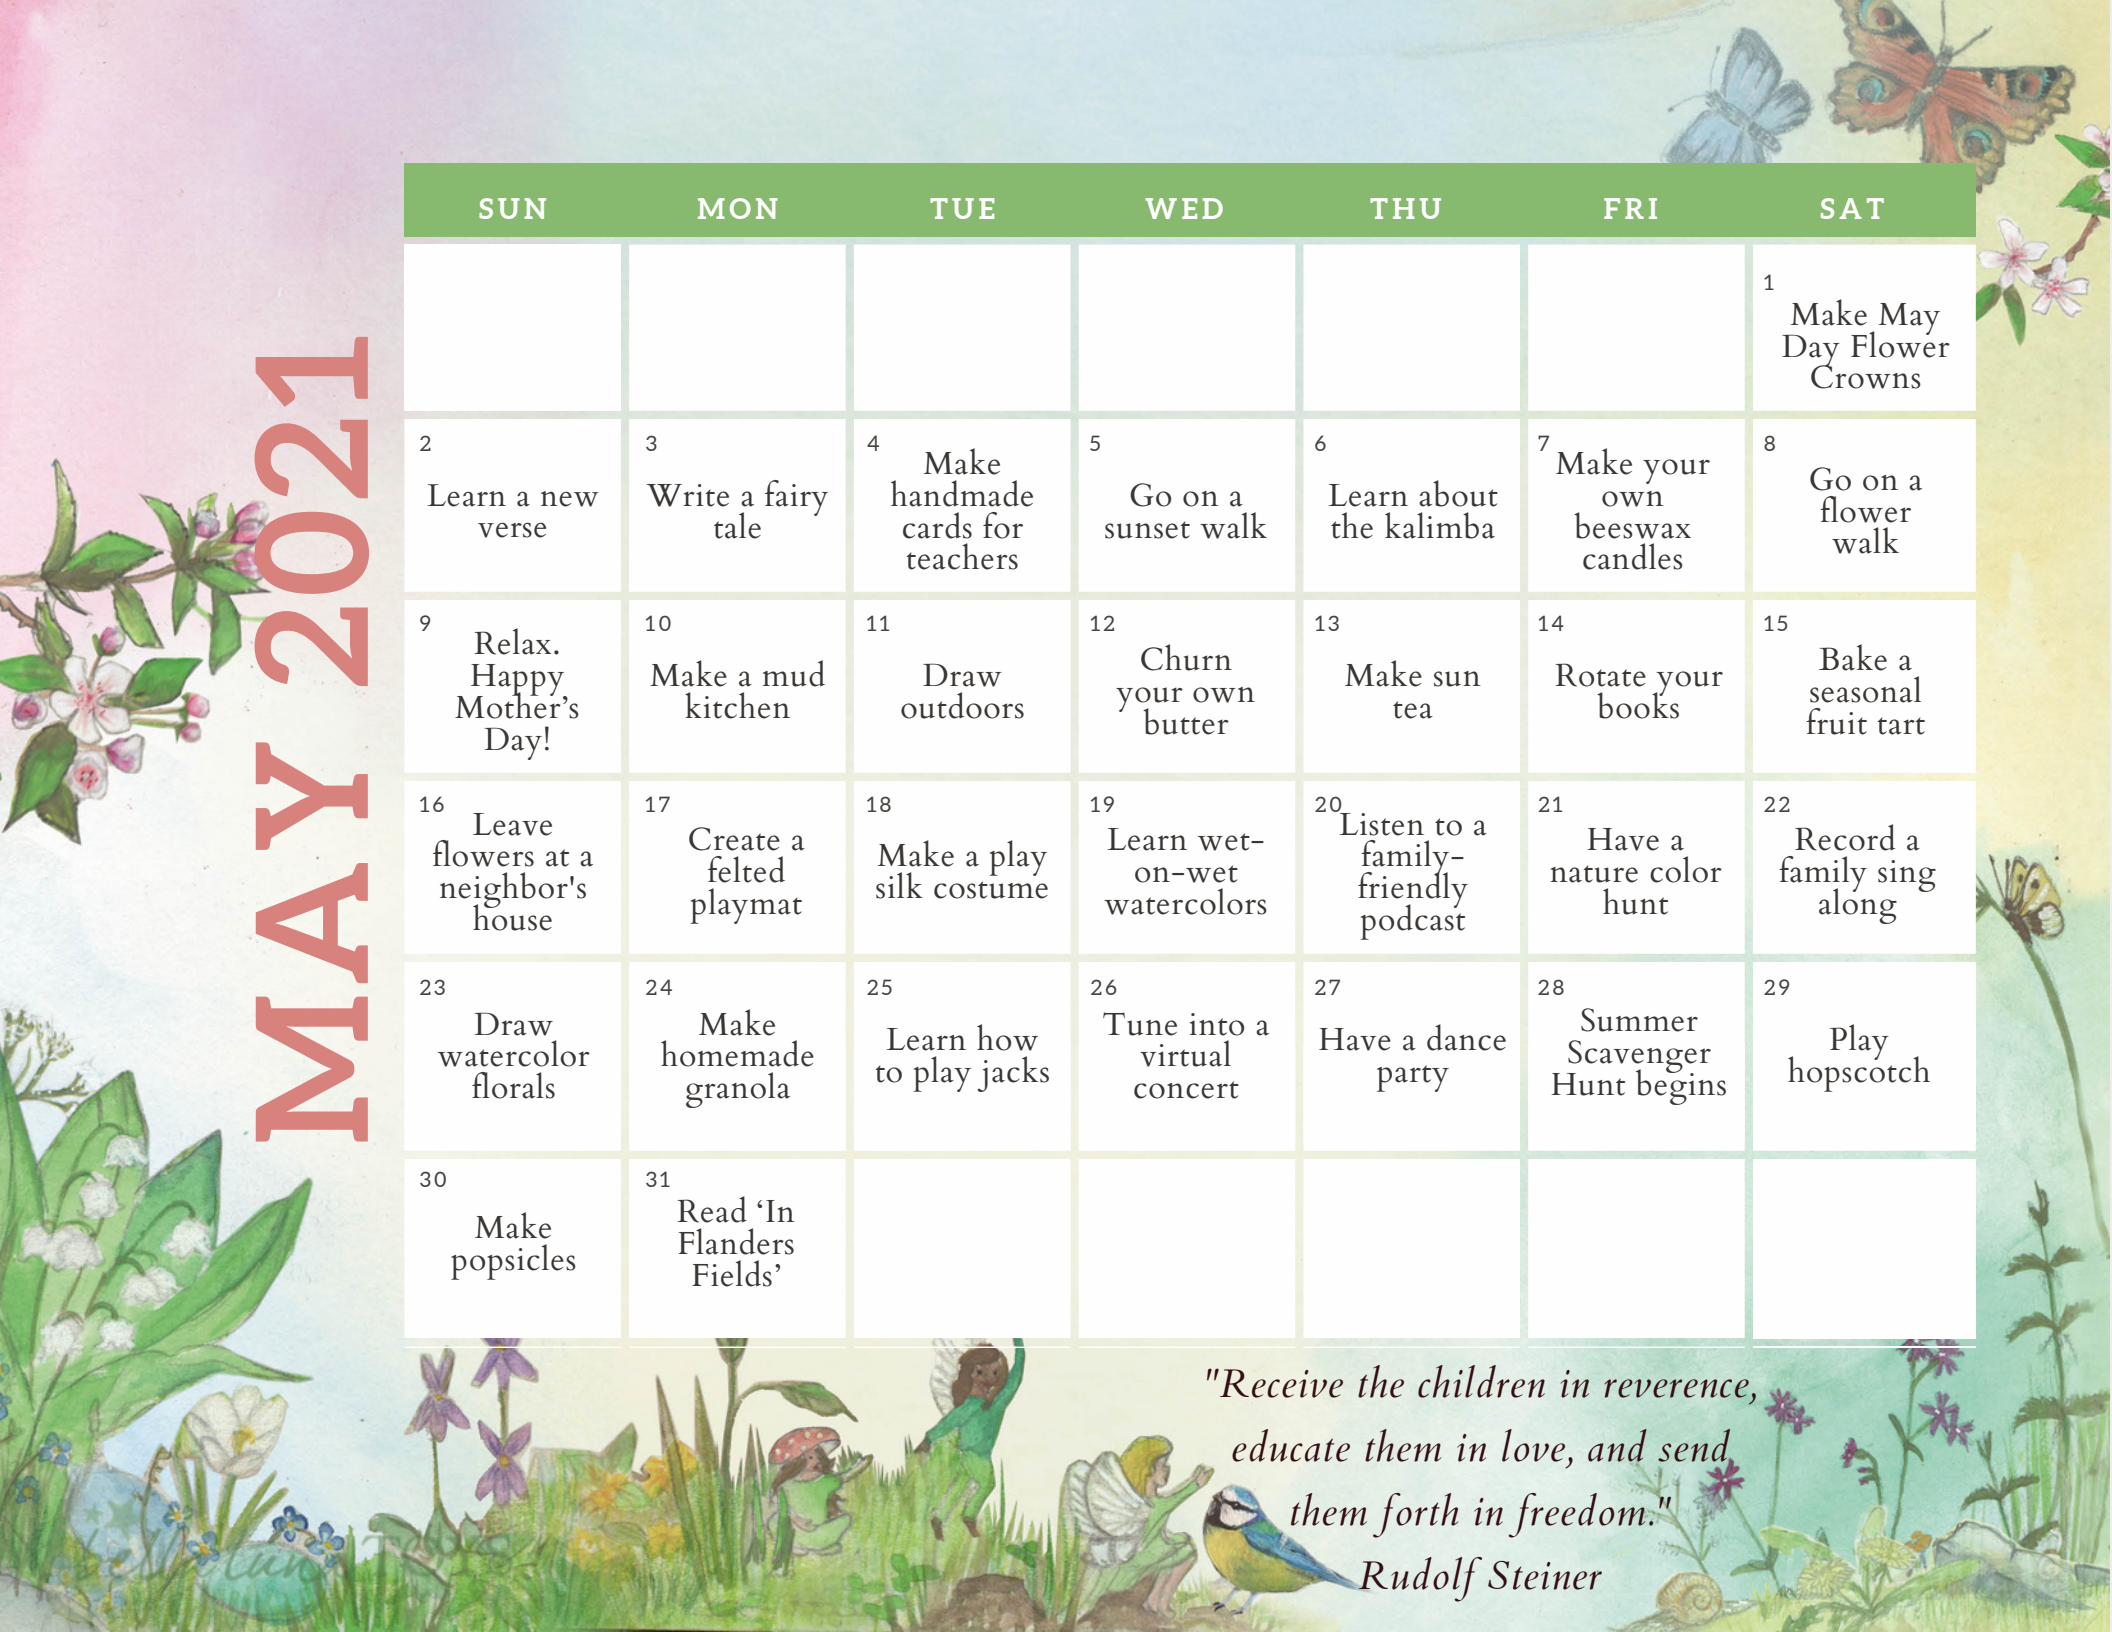 MAY 2021
SUN MON TUE WED THU FRI SAT
1
Make May
Day Flower
Crowns
2
Learn a new
verse
3
Write a fairy
tale
4
Make
handmade
cards for
teachers
5
Go on a
sunset walk
6
Learn about
the kalimba
7
Make your
own
beeswax
candles
8
Go on a
flower
walk
9
Relax.
Happy
Mother’s
Day!
10
Make a mud
kitchen
11
Draw
outdoors
12
Churn
your own
butter
13
Make sun
tea
14
Rotate your
books
15
Bake a
seasonal
fruit tart
16
Leave
flowers at a
neighbor's
house
17
Create a
felted
playmat
18
Make a play
silk costume
19
Learn wet-
on-wet
watercolors
20
Listen to a
family-
friendly
podcast
21
Have a
nature color
hunt
22
Record a
family sing
along
23
Draw
watercolor
florals
24
Make
homemade
granola
25
Learn how
to play jacks
26
Tune into a
virtual
concert
27
Have a dance
party
28
Summer
Scavenger
Hunt begins
29
Play
hopscotch
30
Make
popsicles
31
Read ‘In
Flanders
Fields’
"Receive the children in reverence,
educate them in love, and send
them forth in freedom."
Rudolf Steiner